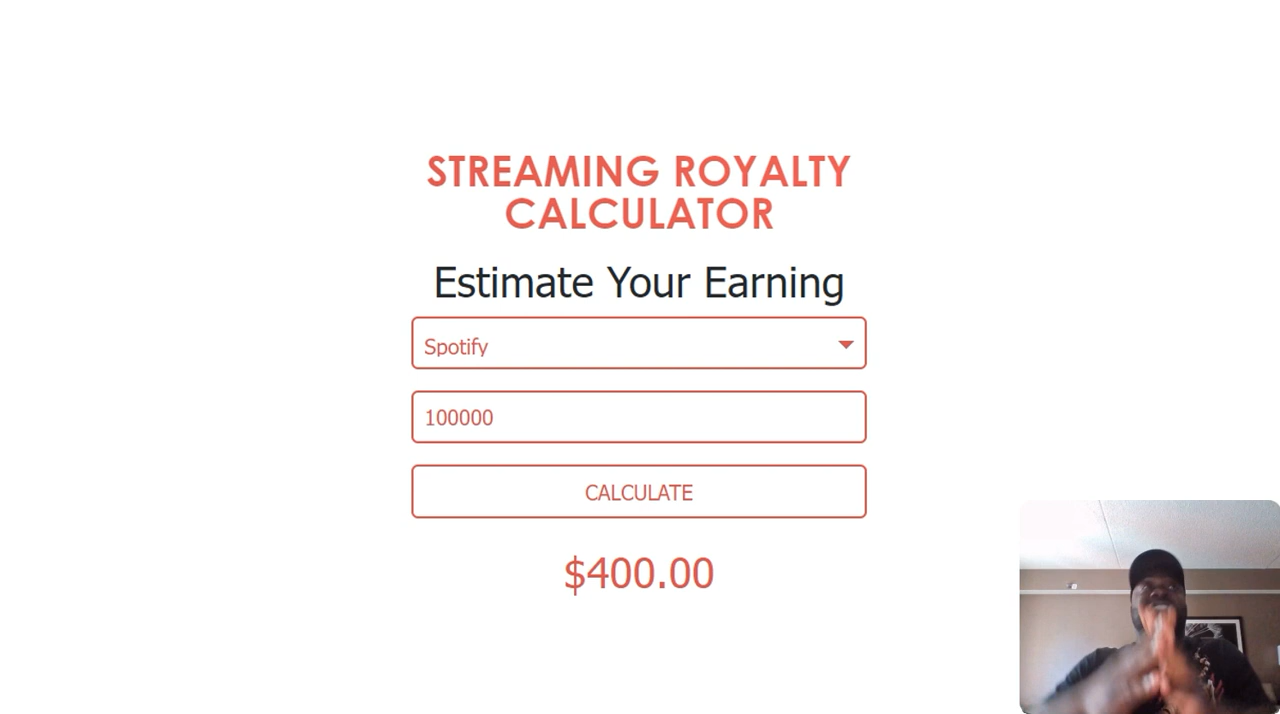 STREAMING ROYALTY
CALCULATOR
Estimate Your Earning
Spotify
100000
CALCULATE
$400.00